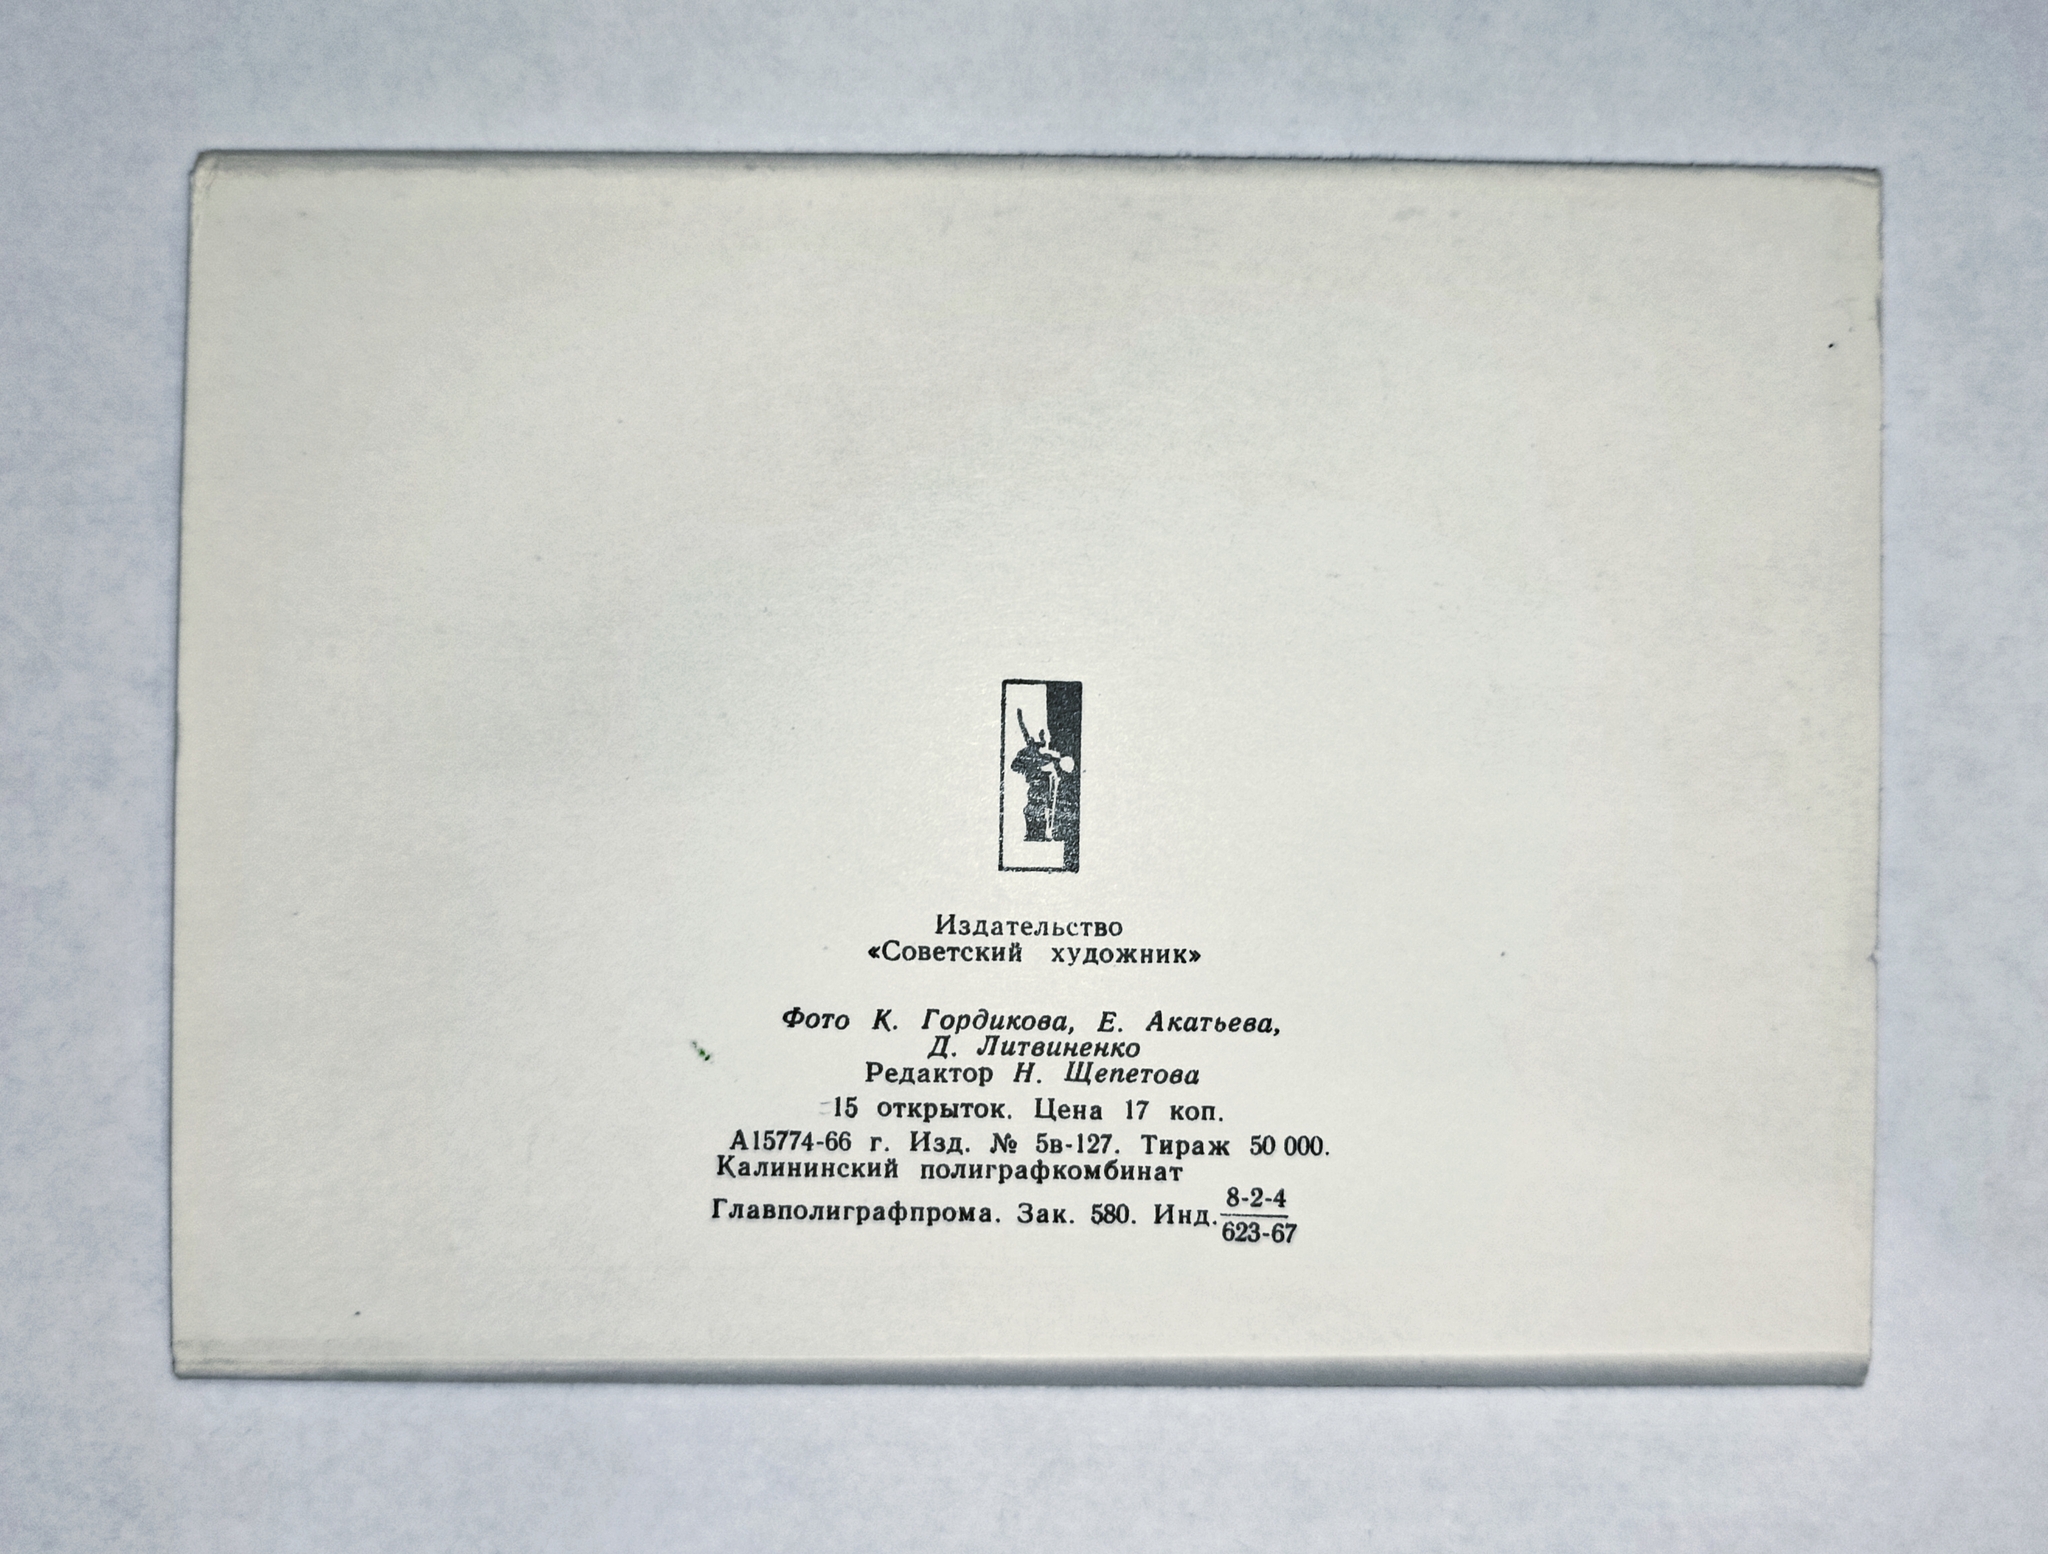 Издательство
«Советский художник»
Фото К. Гордикова, Е. Акатьева,
Д. Литвиненко
Редактор Н. Щепетова
15 открыток. Цена 17 коп.
А15774-66 г. Изд. № 5в-127. Тираж 50 000.
Калининский полиграфкомбинат
Главполиграфпрома. Зак. 580. Инд. 8-2-4
623-67